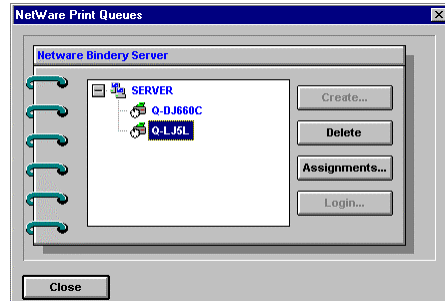 NetWare Print Queues
Netware Bindery Server
SERVER
Q-DJ660C
Q-LJ5L
Create...
Delete
Assignments...
Login...
Close